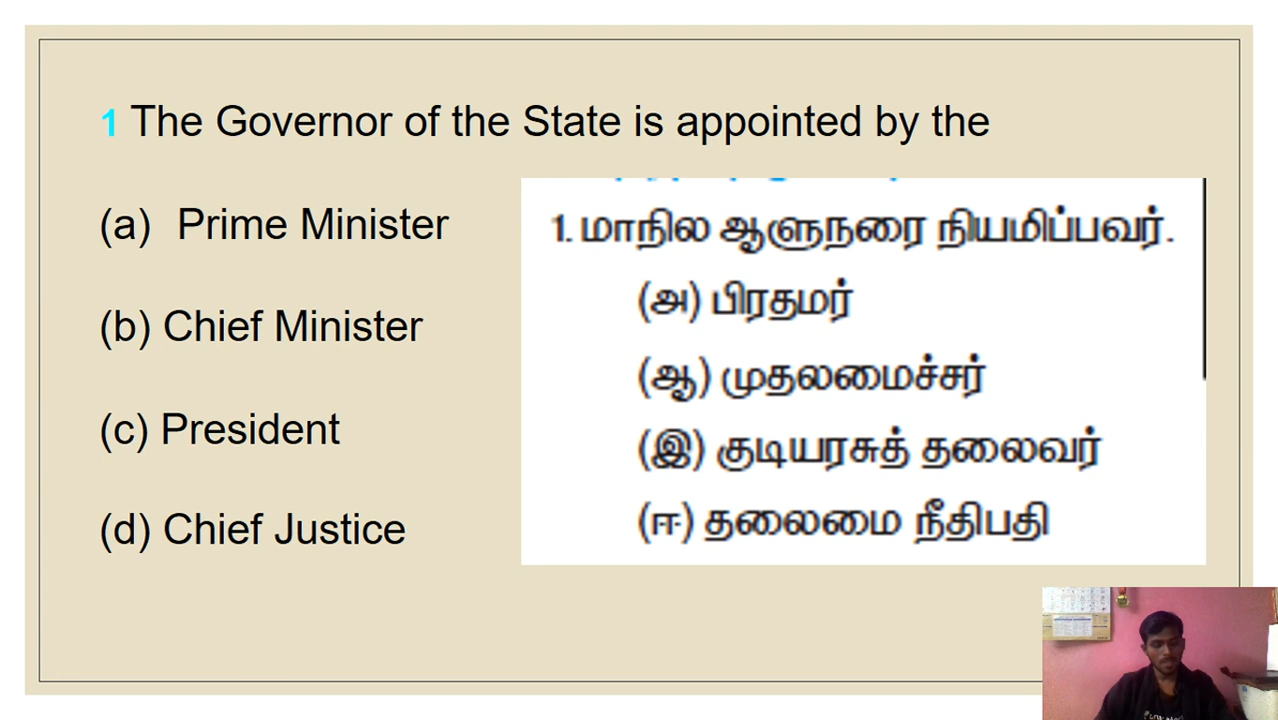 1 The Governor of the State is appointed by the
(a) Prime Minister
(b) Chief Minister
(c) President
(d) Chief Justice
1. மாநில ஆளுநரை நியமிப்பவர்.
(அ) பிரதமர்
(ஆ) முதலமைச்சர்
(இ) குடியரசுத் தலைவர்
(ஈ) தலைமை நீதிபதி